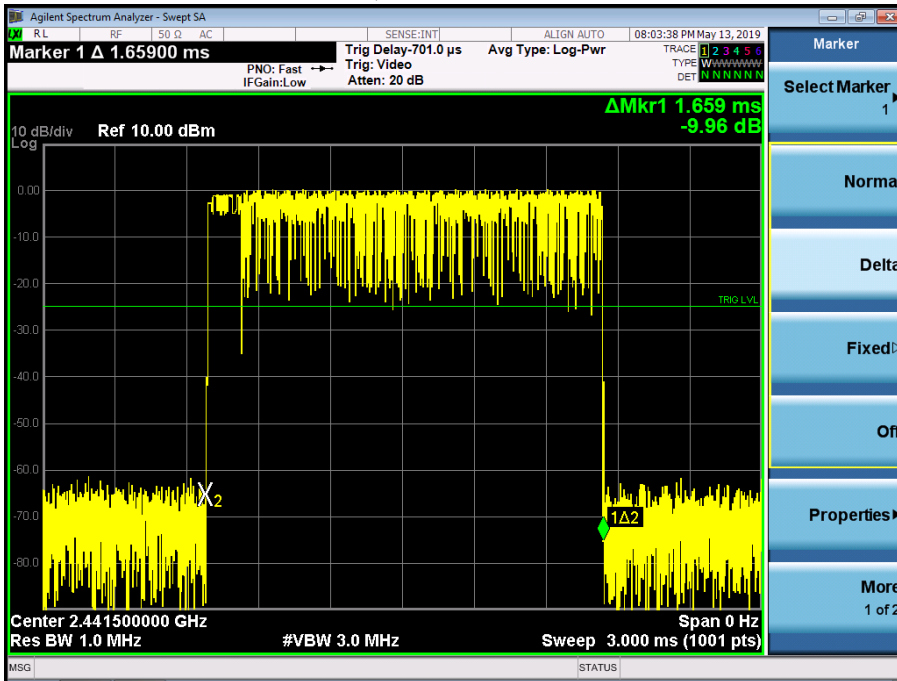 Agilent Spectrum Analyzer - Swept SA
LXI RL RF 50 Ω AC SENSE:INT ALIGN AUTO 08:03:38 PM May 13, 2019
Marker 1 Δ 1.65900 ms
PNO: Fast
IFGain:Low
Trig Delay-701.0 µs
Trig: Video
Atten: 20 dB
Avg Type: Log-Pwr
TRACE 1 2 3 4 5 6
TYPE WWWWWW
DET N N N N N N
ΔMkr1 1.659 ms
-9.96 dB
10 dB/div Ref 10.00 dBm
Log
0.00
-10.0
-20.0
TRIG LVL
-30.0
-40.0
-50.0
-60.0
2
-70.0
1Δ2
-80.0
Center 2.441500000 GHz Span 0 Hz
Res BW 1.0 MHz #VBW 3.0 MHz Sweep 3.000 ms (1001 pts)
MSG STATUS
Marker
Select Marker
1
Norma
Delta
Fixed
Off
Properties
More
1 of 2